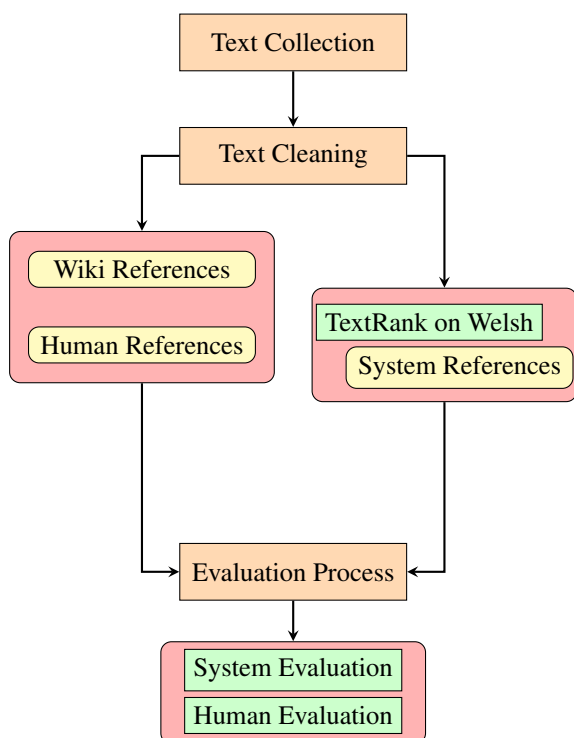 Text Collection
Text Cleaning
Wiki References
Human References
TextRank on Welsh
System References
Evaluation Process
System Evaluation
Human Evaluation